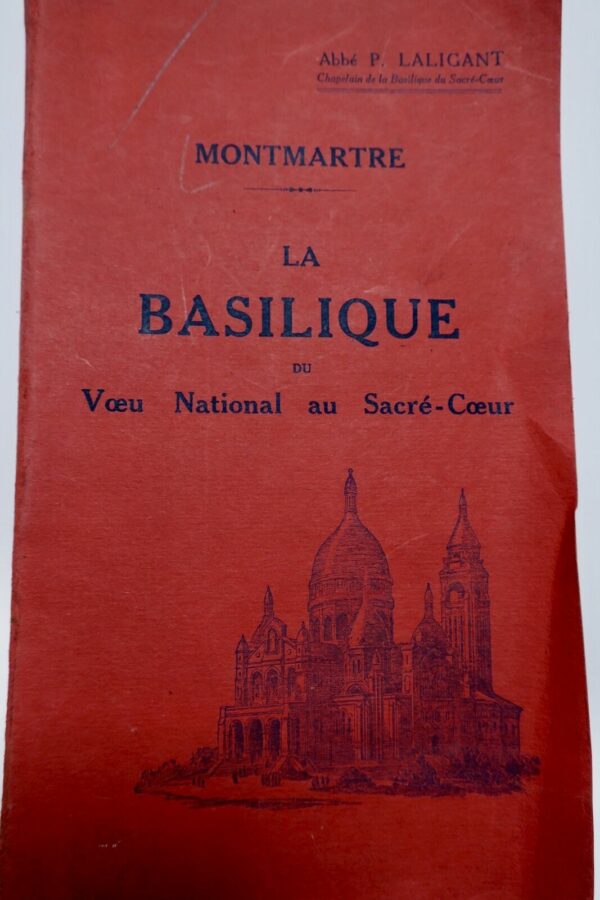 Abbé P. LALIGANT
Chapelain de la Basilique du Sacré-Cœur
MONTMARTRE
LA
BASILIQUE
DU
Vœu National au Sacré-Cœur